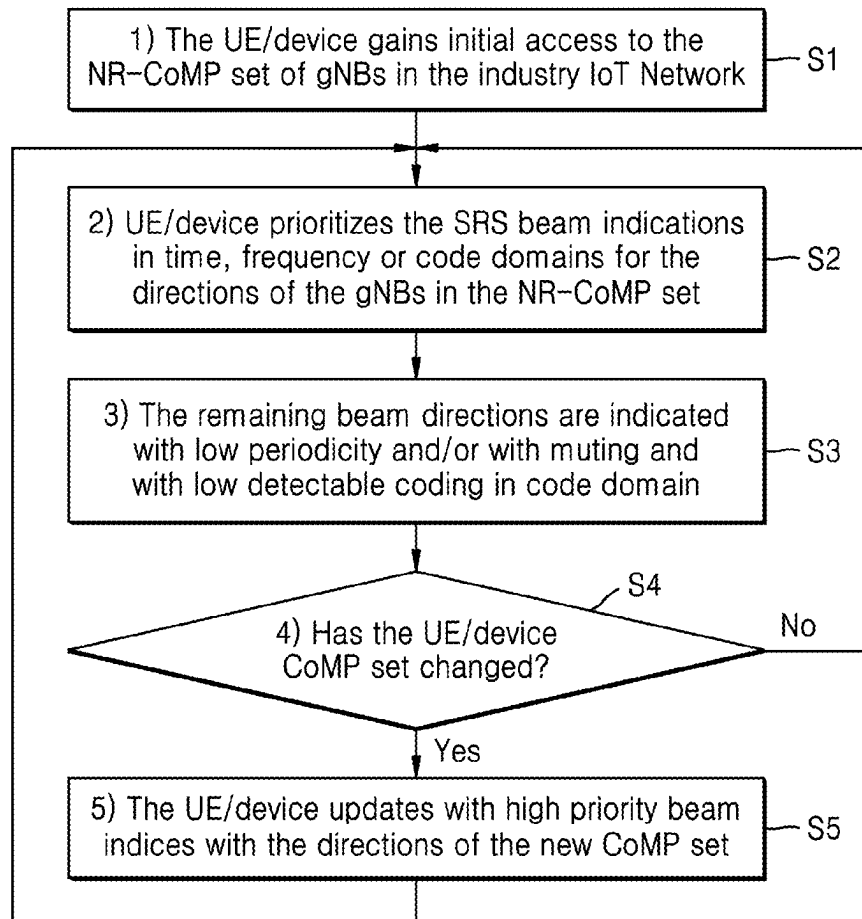 1) The UE/device gains initial access to the
NR-CoMP set of gNBs in the industry IoT Network
S1
2) UE/device prioritizes the SRS beam indications
in time, frequency or code domains for the
directions of the gNBs in the NR-CoMP set
S2
3) The remaining beam directions are indicated
with low periodicity and/or with muting and
with low detectable coding in code domain
S3
S4
4) Has the UE/device
CoMP set changed?
No
Yes
5) The UE/device updates with high priority beam
indices with the directions of the new CoMP set
S5